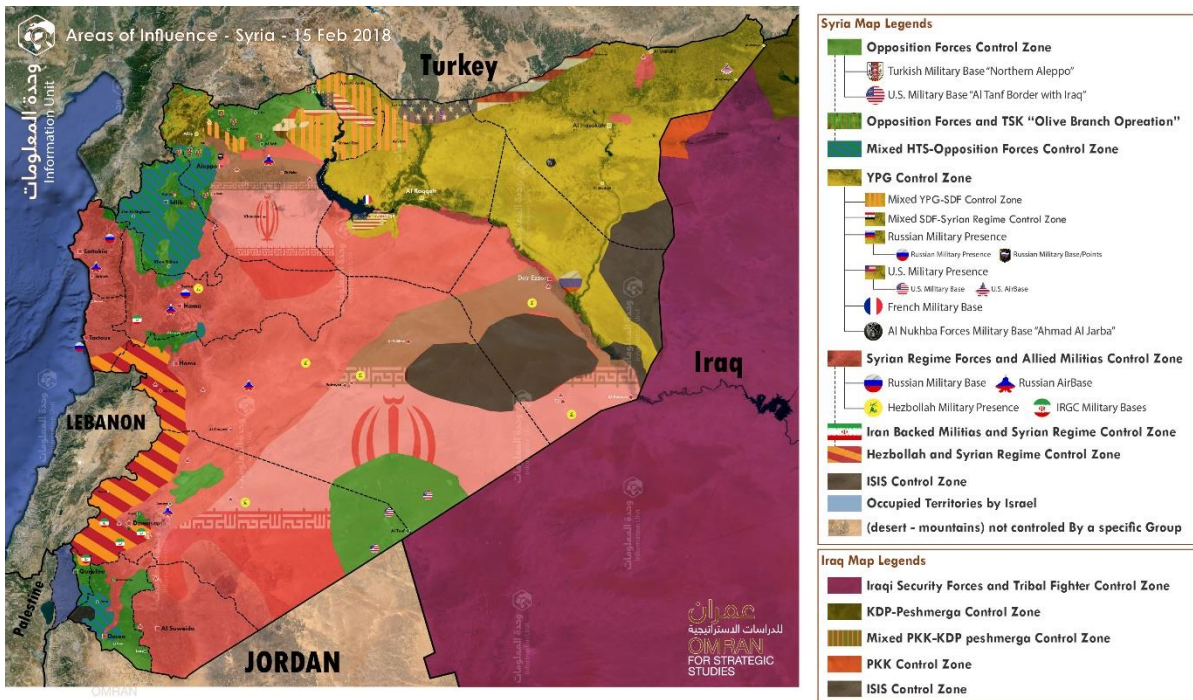 Areas of Influence - Syria - 15 Feb 2018
وحدة المعلومات
Information Unit
Turkey
Aleppo
Idlib
Al Raqqah
Al Hasakah
Lattakia
Deir Ezzor
Hama
Tartous
Homs
Iraq
LEBANON
Damascus
Palestine
Quneitra
Daraa
Al Suwaida
JORDAN
عمران
للدراسات الاستراتيجية
OMRAN
FOR STRATEGIC
STUDIES
OMRAN
Syria Map Legends
Opposition Forces Control Zone
Turkish Military Base "Northern Aleppo"
U.S. Military Base "Al Tanf Border with Iraq"
Opposition Forces and TSK "Olive Branch Opreation"
Mixed HTS-Opposition Forces Control Zone
YPG Control Zone
Mixed YPG-SDF Control Zone
Mixed SDF-Syrian Regime Control Zone
Russian Military Presence
Russian Military Presence
Russian Military Base/Points
U.S. Military Presence
U.S. Military Base
U.S. AirBase
French Military Base
Al Nukhba Forces Military Base "Ahmad Al Jarba"
Syrian Regime Forces and Allied Militias Control Zone
Russian Military Base
Russian AirBase
Hezbollah Military Presence
IRGC Military Bases
Iran Backed Militias and Syrian Regime Control Zone
Hezbollah and Syrian Regime Control Zone
ISIS Control Zone
Occupied Territories by Israel
(desert - mountains) not controled By a specific Group
Iraq Map Legends
Iraqi Security Forces and Tribal Fighter Control Zone
KDP-Peshmerga Control Zone
Mixed PKK-KDP peshmerga Control Zone
PKK Control Zone
ISIS Control Zone